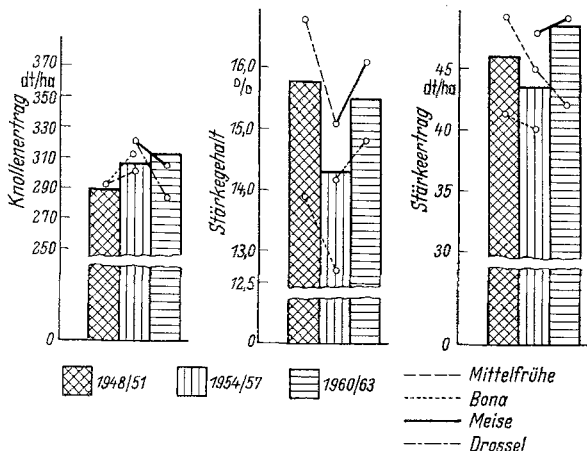 Knollenertrag
370
dt/ha
350
330
310
290
270
250
0
Stärkegehalt
16,0
%
15,0
14,0
13,0
12,5
0
Stärkeertrag
45
dt/ha
40
35
30
0
1948/51
1954/57
1960/63
Mittelfrühe
Bona
Meise
Drossel